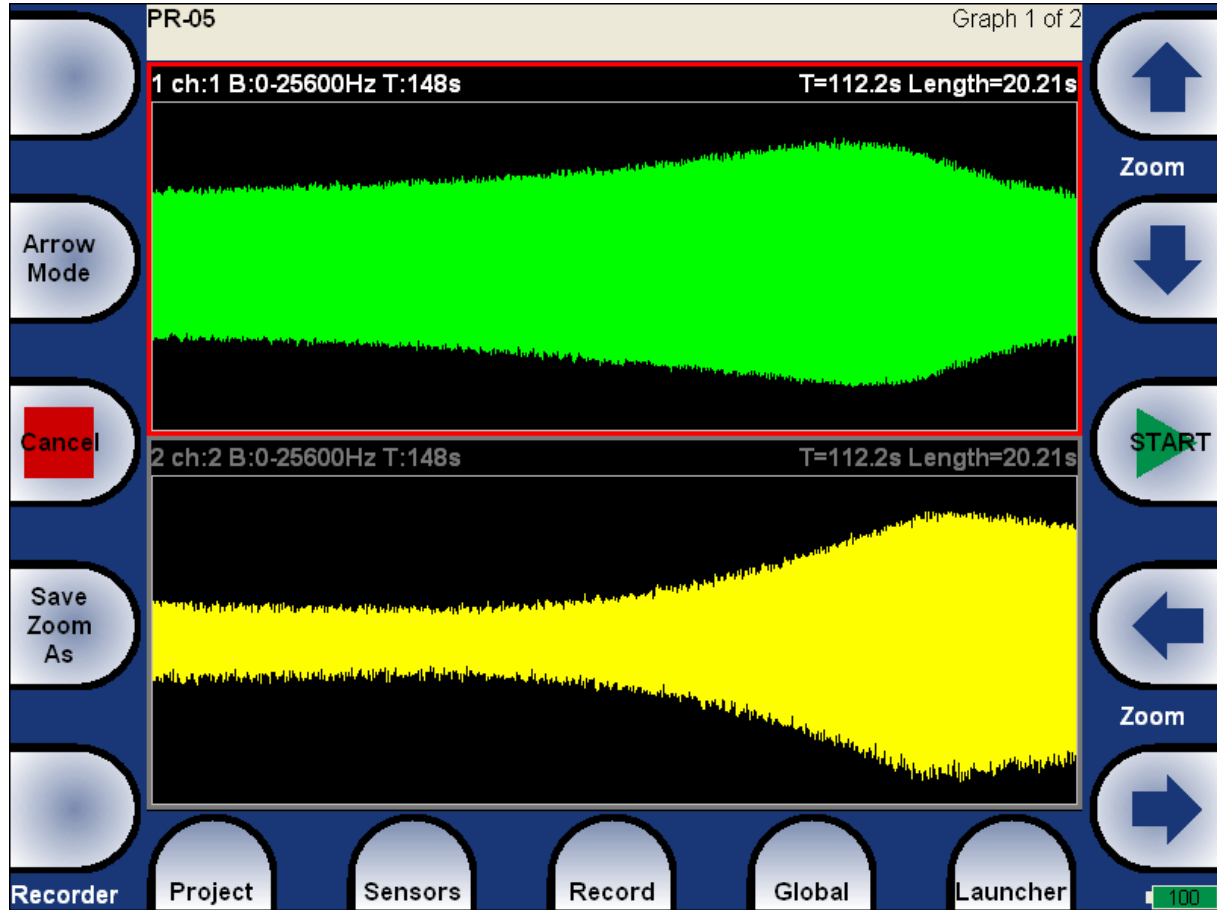 PR-05
Graph 1 of 2
1 ch:1 B:0-25600Hz T:148s
T=112.2s Length=20.21s
Zoom
Arrow
Mode
Cancel
START
2 ch:2 B:0-25600Hz T:148s
T=112.2s Length=20.21s
Save
Zoom
As
Zoom
Recorder
Project
Sensors
Record
Global
Launcher
100